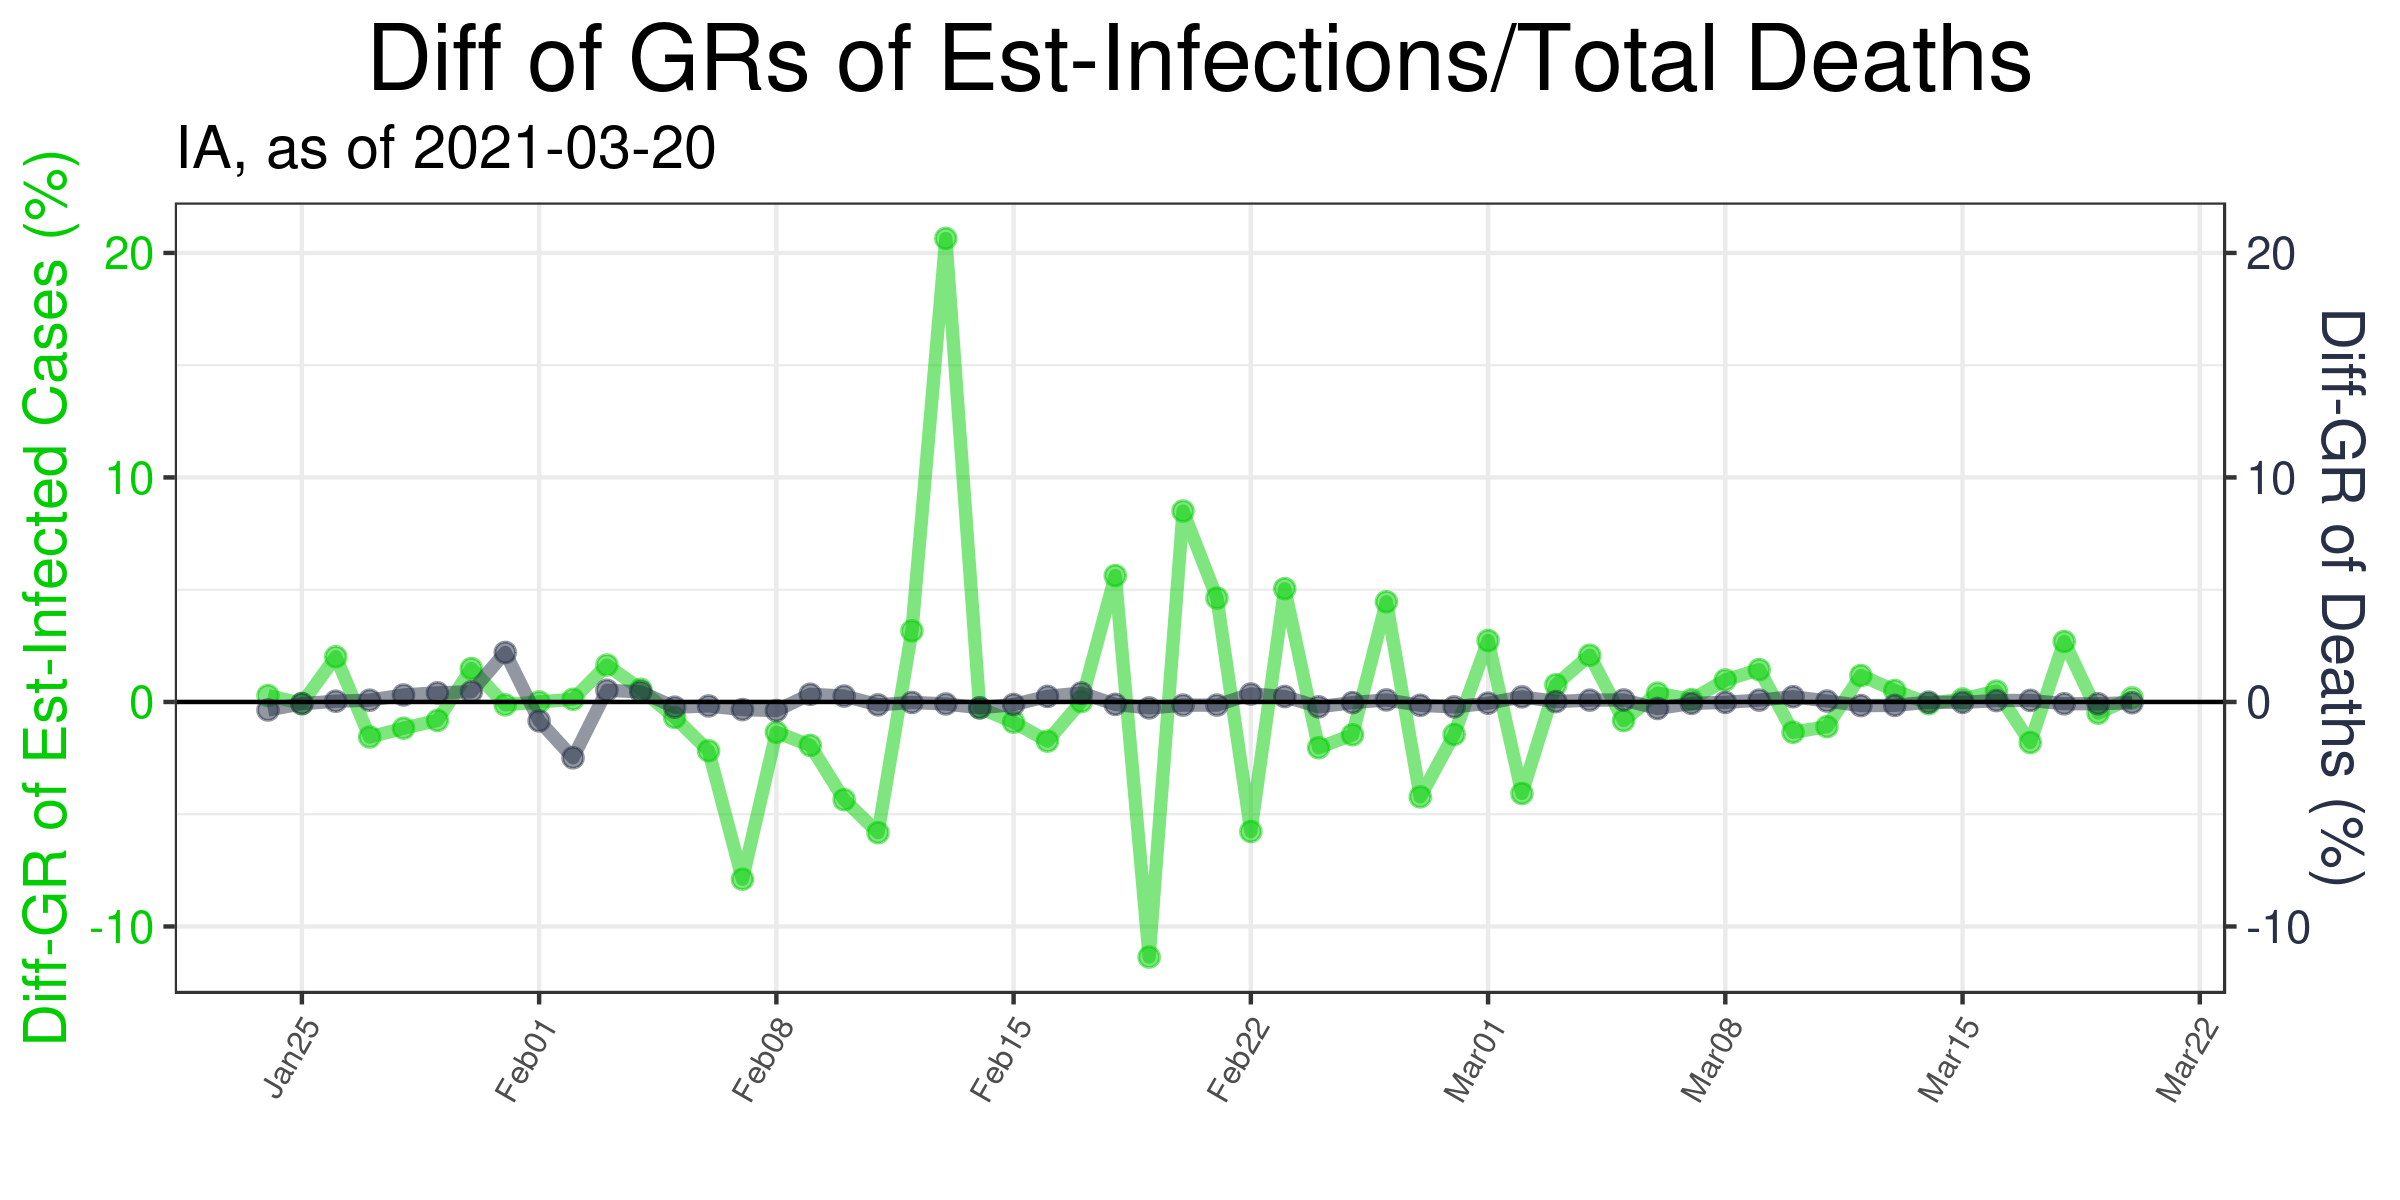 Diff of GRs of Est-Infections/Total Deaths
IA, as of 2021-03-20
Diff-GR of Est-Infected Cases (%)
20
10
0
-10
20
10
0
-10
Diff-GR of Deaths (%)
Jan25
Feb01
Feb08
Feb15
Feb22
Mar01
Mar08
Mar15
Mar22